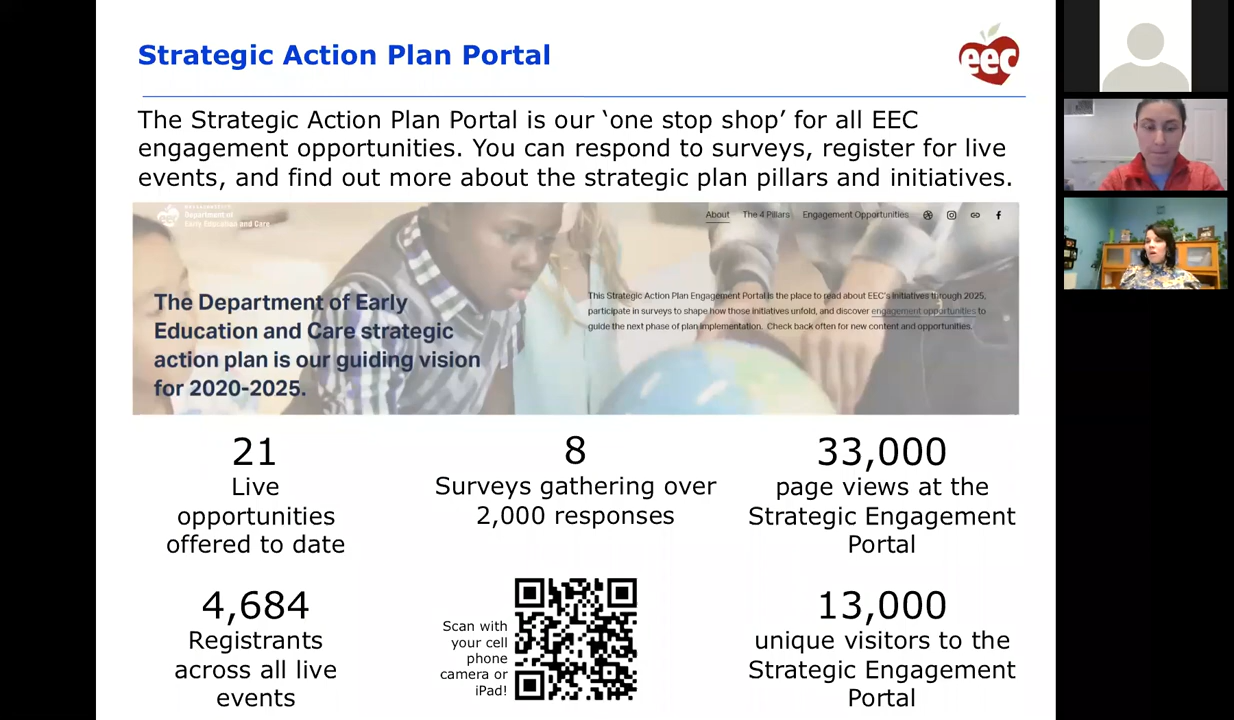 Strategic Action Plan Portal
eec
The Strategic Action Plan Portal is our ‘one stop shop’ for all EEC
engagement opportunities. You can respond to surveys, register for live
events, and find out more about the strategic plan pillars and initiatives.
Department of
Early Education and Care
About The 4 Pillars Engagement Opportunities
The Department of Early
Education and Care strategic
action plan is our guiding vision
for 2020-2025.
This Strategic Action Plan Engagement Portal is the place to read about EEC's initiatives through 2025,
participate in surveys to shape how those initiatives unfold, and discover engagement opportunities to
guide the next phase of plan implementation. Check back often for new content and opportunities.
21
Live
opportunities
offered to date
8
Surveys gathering over
2,000 responses
33,000
page views at the
Strategic Engagement
Portal
4,684
Registrants
across all live
events
Scan with
your cell
phone
camera or
iPad!
13,000
unique visitors to the
Strategic Engagement
Portal